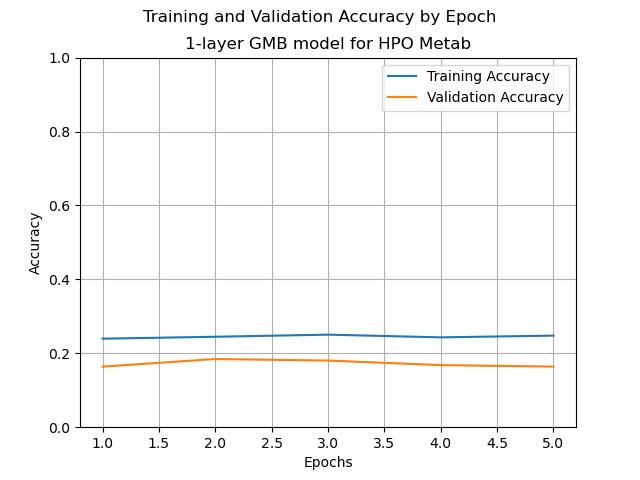 Training and Validation Accuracy by Epoch
1-layer GMB model for HPO Metab
Training Accuracy
Validation Accuracy
1.0
0.8
0.6
0.4
0.2
0.0
Accuracy
1.0 1.5 2.0 2.5 3.0 3.5 4.0 4.5 5.0
Epochs